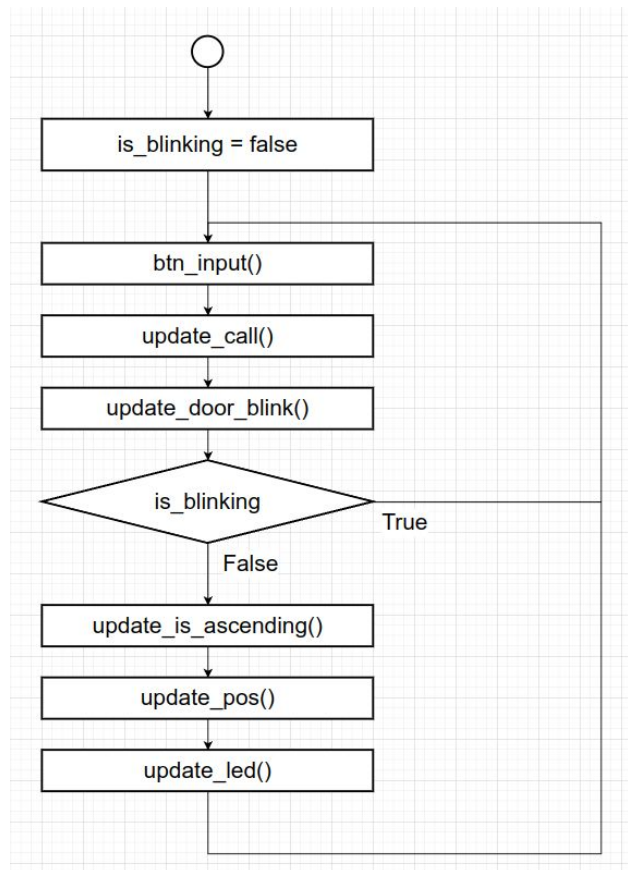 is_blinking = false
btn_input()
update_call()
update_door_blink()
is_blinking
True
False
update_is_ascending()
update_pos()
update_led()